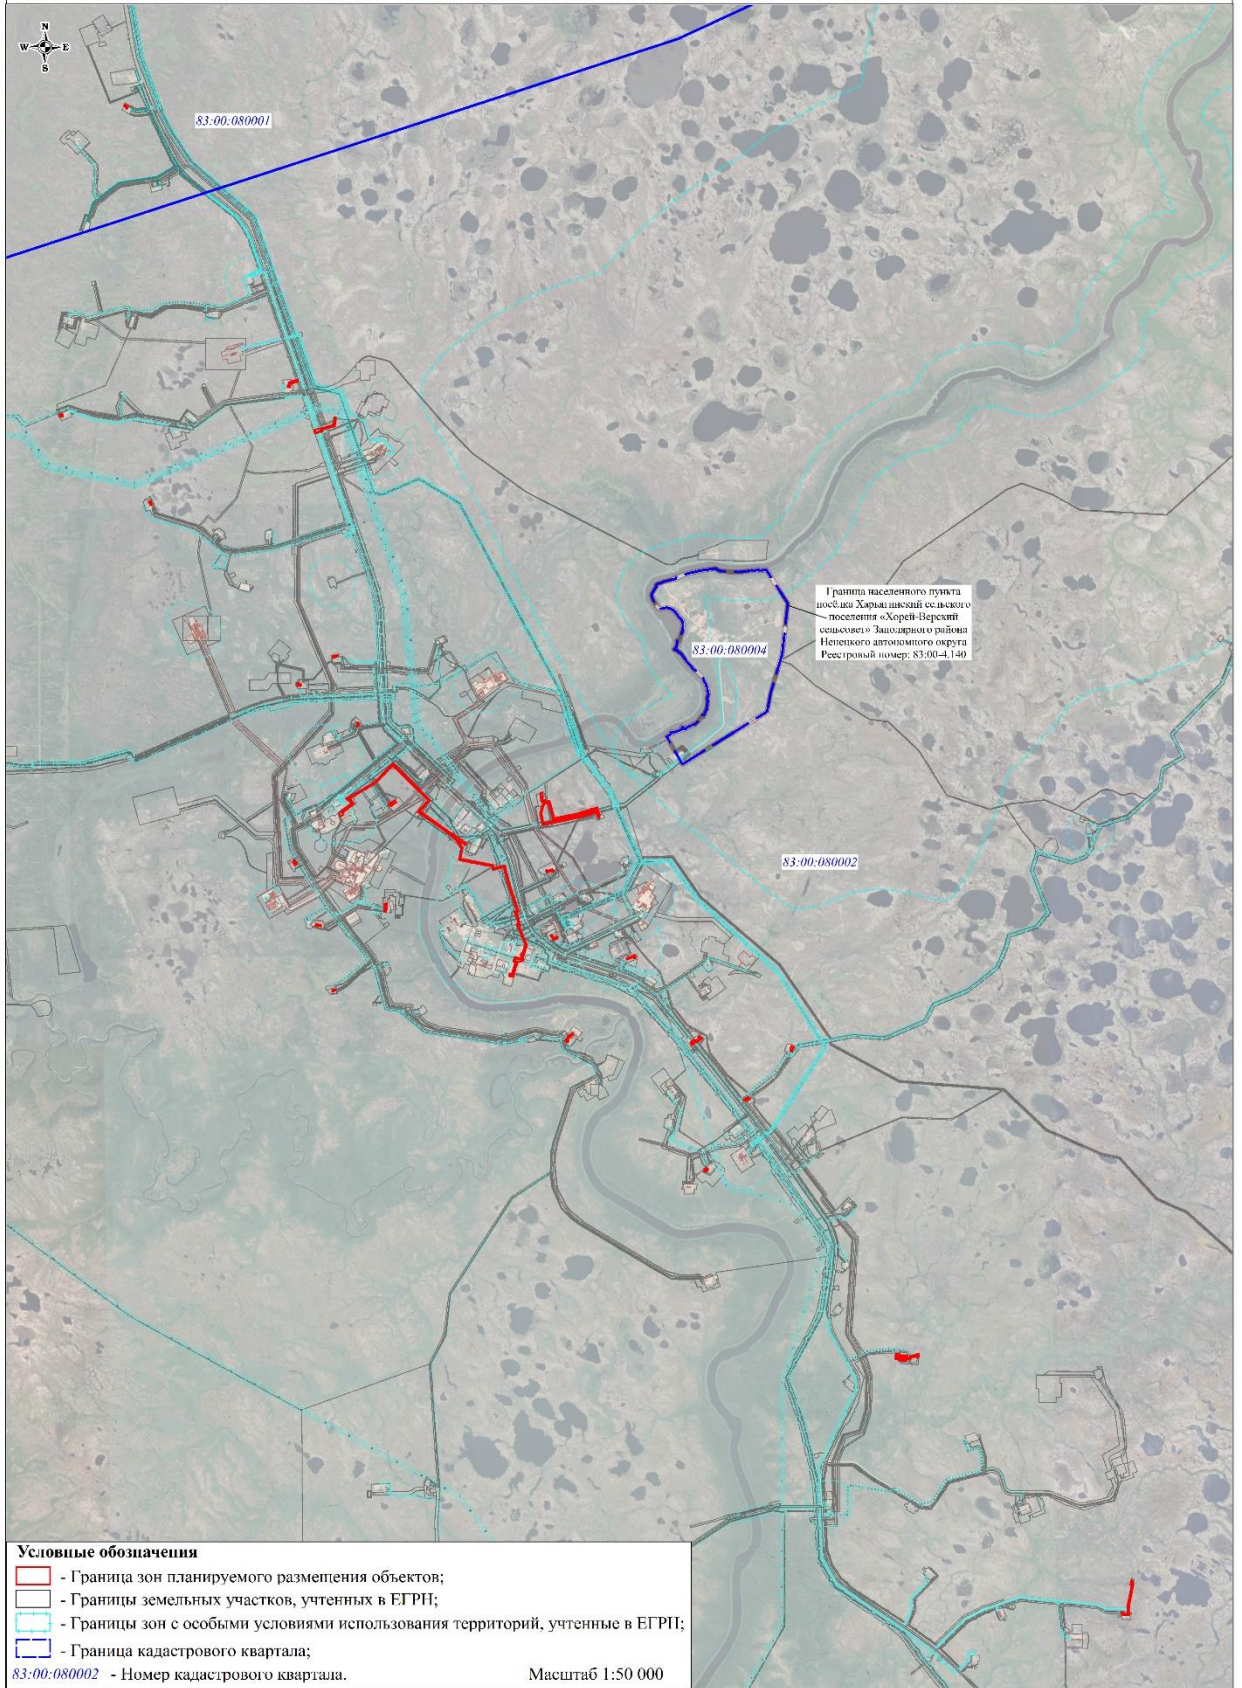 N
W E
S
83:00:080001
Граница населенного пункта
посёлка Харьягинский сельского
поселения «Хорей-Верский
сельсовет» Заполярного района
Ненецкого автономного округа
Реестровый номер: 83:00-4.140
83:00:080004
83:00:080002
Условные обозначения
- Граница зон планируемого размещения объектов;
- Границы земельных участков, учтенных в ЕГРН;
- Границы зон с особыми условиями использования территорий, учтенные в ЕГРН;
- Граница кадастрового квартала;
83:00:080002 - Номер кадастрового квартала. Масштаб 1:50 000